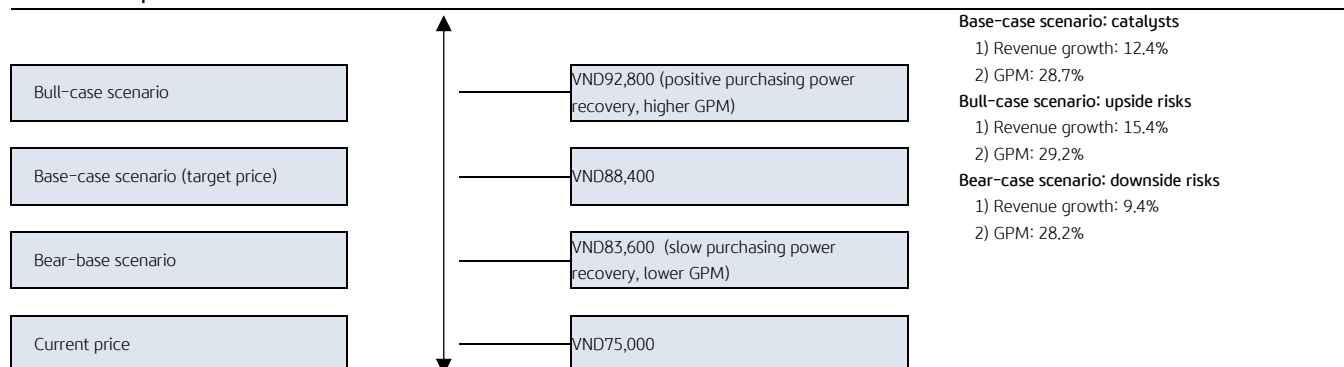 Bull-case scenario
VND92,800 (positive purchasing power
recovery, higher GPM)
Base-case scenario (target price)
VND88,400
Bear-base scenario
VND83,600 (slow purchasing power
recovery, lower GPM)
Current price
VND75,000
Base-case scenario: catalysts
1) Revenue growth: 12.4%
2) GPM: 28.7%
Bull-case scenario: upside risks
1) Revenue growth: 15.4%
2) GPM: 29.2%
Bear-case scenario: downside risks
1) Revenue growth: 9.4%
2) GPM: 28.2%